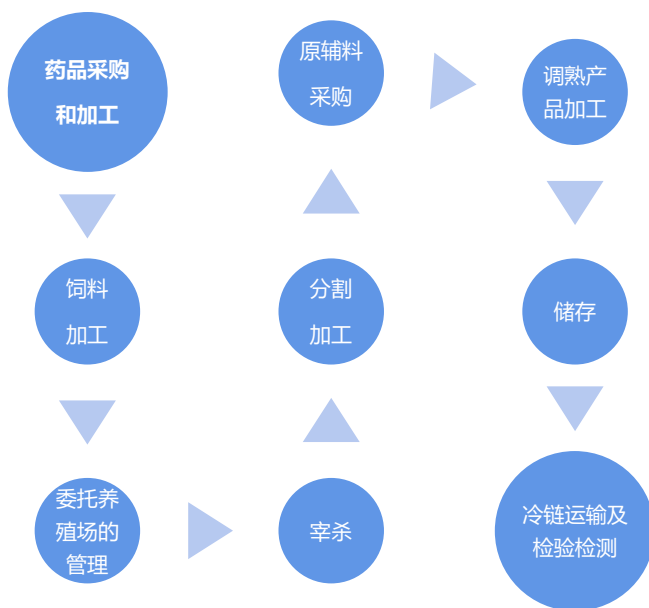 药品采购
和加工
饲料
加工
委托养
殖场的
管理
宰杀
分割
加工
原辅料
采购
调熟产
品加工
储存
冷链运输及
检验检测